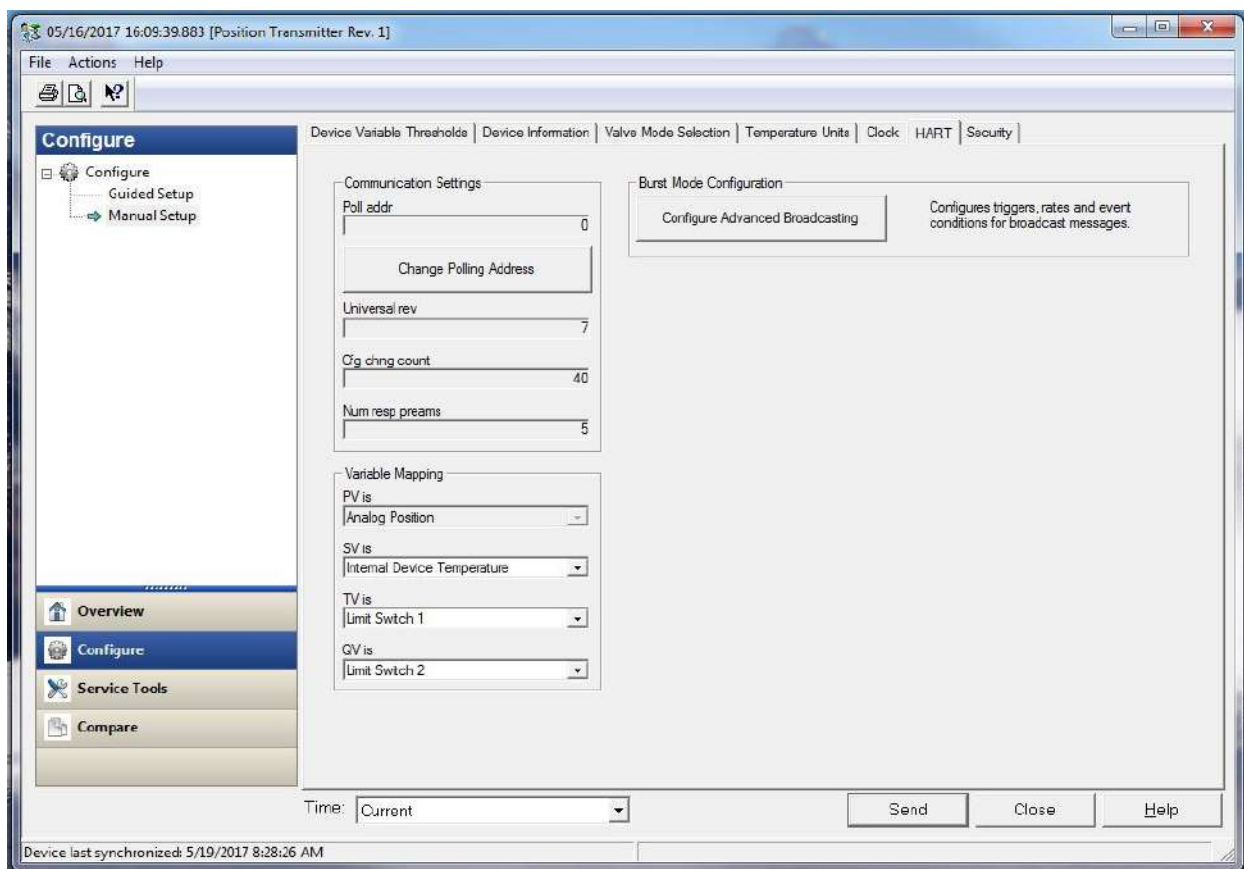 05/16/2017 16:09:39.883 [Position Transmitter Rev. 1]
File Actions Help
Configure
Configure
Guided Setup
Manual Setup
Overview
Configure
Service Tools
Compare
Device Variable Thresholds | Device Information | Valve Mode Selection | Temperature Units | Clock HART | Security |
Communication Settings
Poll addr
0
Change Polling Address
Universal rev
7
Cfg chng count
40
Num resp preams
5
Variable Mapping
PV is
Analog Position
SV is
Internal Device Temperature
TV is
Limit Switch 1
QV is
Limit Switch 2
Burst Mode Configuration
Configure Advanced Broadcasting
Configures triggers, rates and event
conditions for broadcast messages.
Time: Current
Send Close Help
Device last synchronized: 5/19/2017 8:28:26 AM